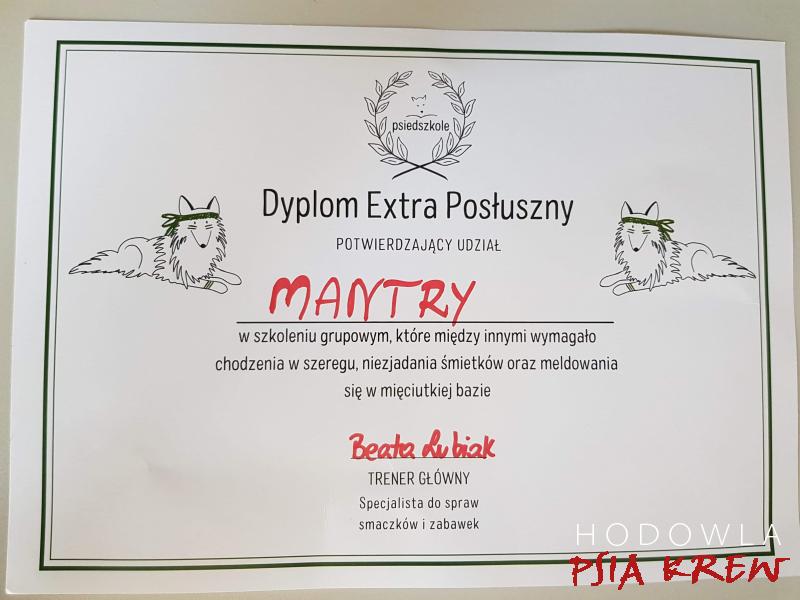 psiedszkole
Dyplom Extra Posłuszny
POTWIERDZAJĄCY UDZIAŁ
MANTRY
w szkoleniu grupowym, które między innymi wymagało
chodzenia w szeregu, niezjadania śmietków oraz meldowania
się w mięciutkiej bazie
Beata Lubiak
TRENER GŁÓWNY
Specjalista do spraw
smaczków i zabawek
HODOWLA
PSIA KREW